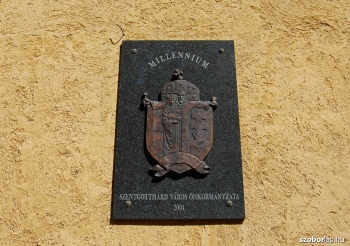 MILLENNIUM
SZENTGOTTHÁRD VÁROS ÖNKORMÁNYZATA
2001
szoborlap.hu